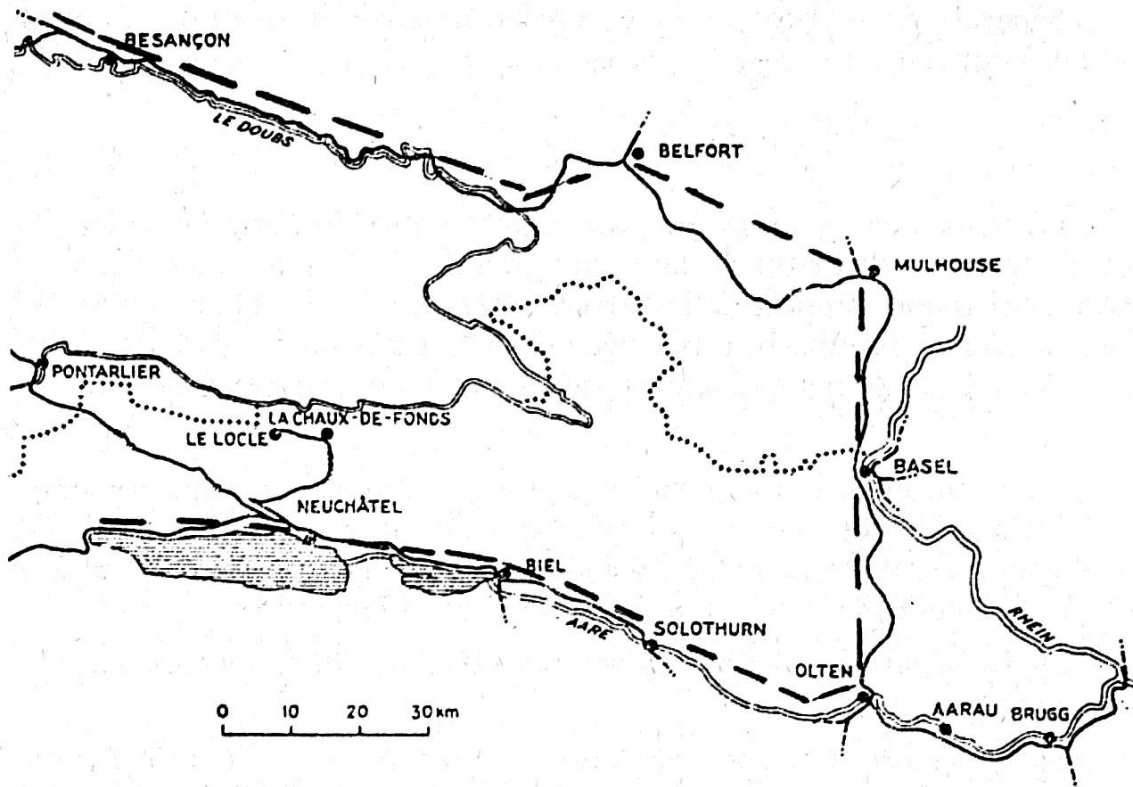 BESANÇON
LE DOUBS
BELFORT
MULHOUSE
PONTARLIER
LA CHAUX-DE-FONDS
LE LOCLE
BASEL
NEUCHÂTEL
BIEL
AARE
RHEIN
SOLOTHURN
OLTEN
AARAU
BRUGG
0 10 20 30 km